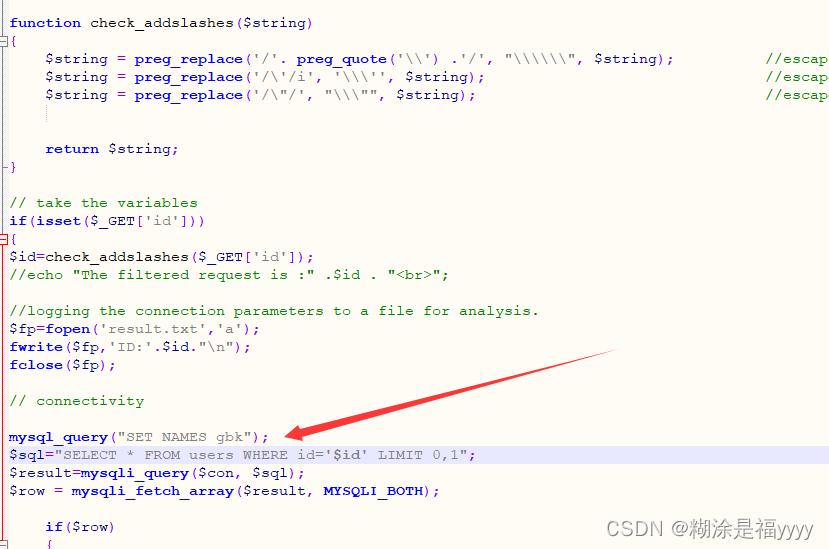 function check_addslashes($string)
{
$string = preg_replace('/'. preg_quote('\\') .'/', "\\\\\\", $string); //escap
$string = preg_replace('/\'/i', '\\\'', $string); //escap
$string = preg_replace('/\"/', "\\\"", $string); //escap
return $string;
}
// take the variables
if(isset($_GET['id']))
{
$id=check_addslashes($_GET['id']);
//echo "The filtered request is :" .$id . "<br>";
//logging the connection parameters to a file for analysis.
$fp=fopen('result.txt','a');
fwrite($fp,'ID:'.$id."\n");
fclose($fp);
// connectivity
mysql_query("SET NAMES gbk");
$sql="SELECT * FROM users WHERE id='$id' LIMIT 0,1";
$result=mysqli_query($con, $sql);
$row = mysqli_fetch_array($result, MYSQLI_BOTH);
if($row)
{
CSDN @糊涂是福yyyy